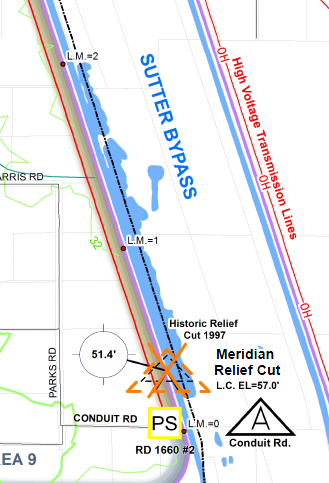 L.M.=2
SUTTER BYPASS
High Voltage Transmission Lines
OH
OH
OH
OH
ARRIS RD
32
L.M.=1
Historic Relief
Cut 1997
51.4'
Meridian
Relief Cut
L.C. EL=57.0'
PARKS RD
CONDUIT RD
PS
L.M.=0
A
Conduit Rd.
RD 1660 #2
EA 9